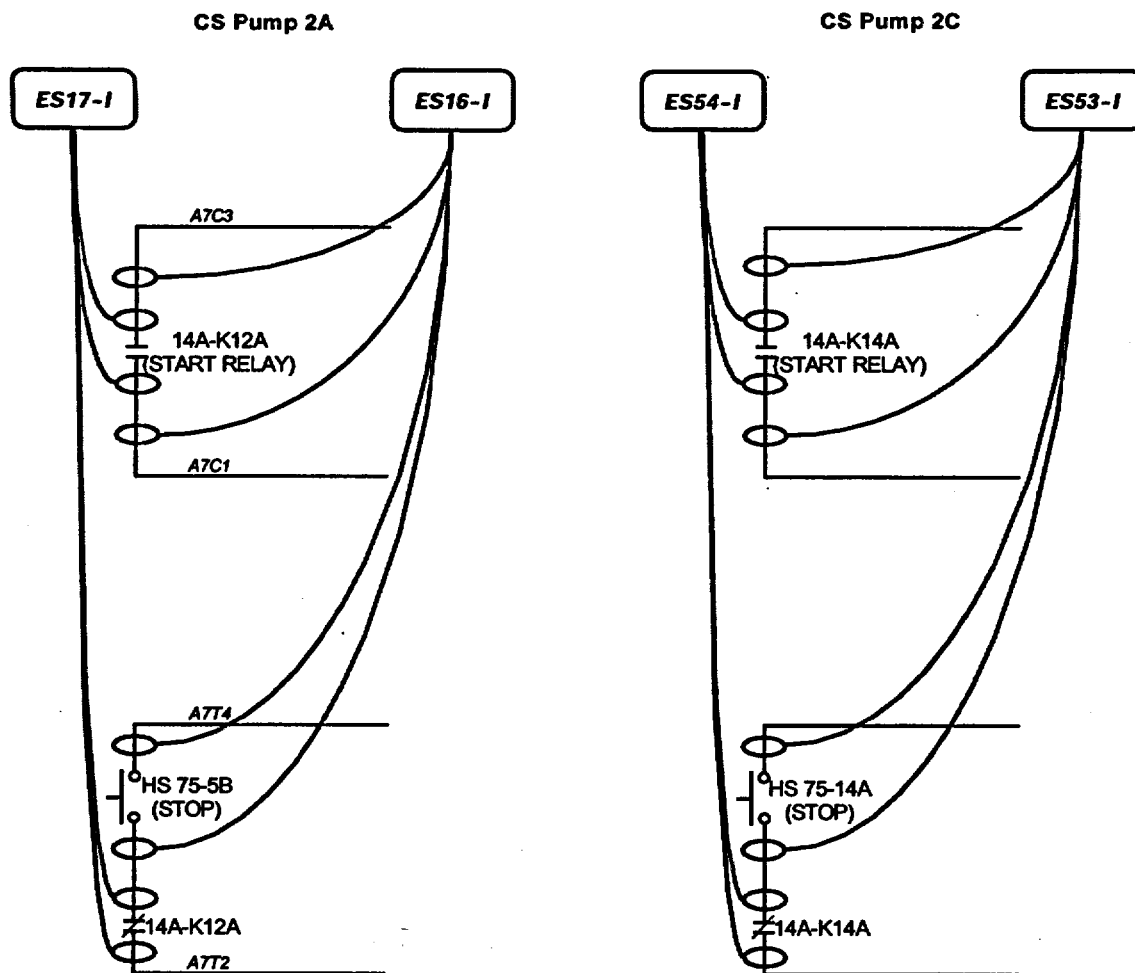 CS Pump 2A
CS Pump 2C
ES17-I
ES16-I
ES54-I
ES53-I
A7C3
14A-K12A
(START RELAY)
14A-K14A
(START RELAY)
A7C1
A7T4
HS 75-5B
(STOP)
HS 75-14A
(STOP)
14A-K12A
14A-K14A
A7T2